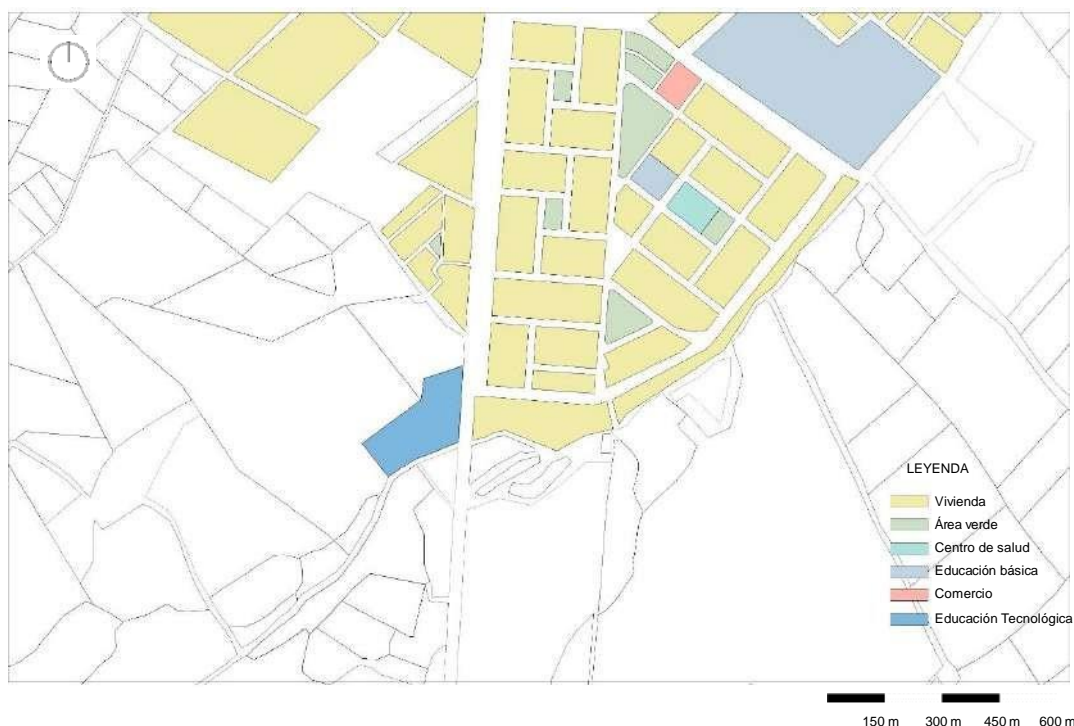 LEYENDA
Vivienda
Área verde
Centro de salud
Educación básica
Comercio
Educación Tecnológica
150 m 300 m 450 m 600 m